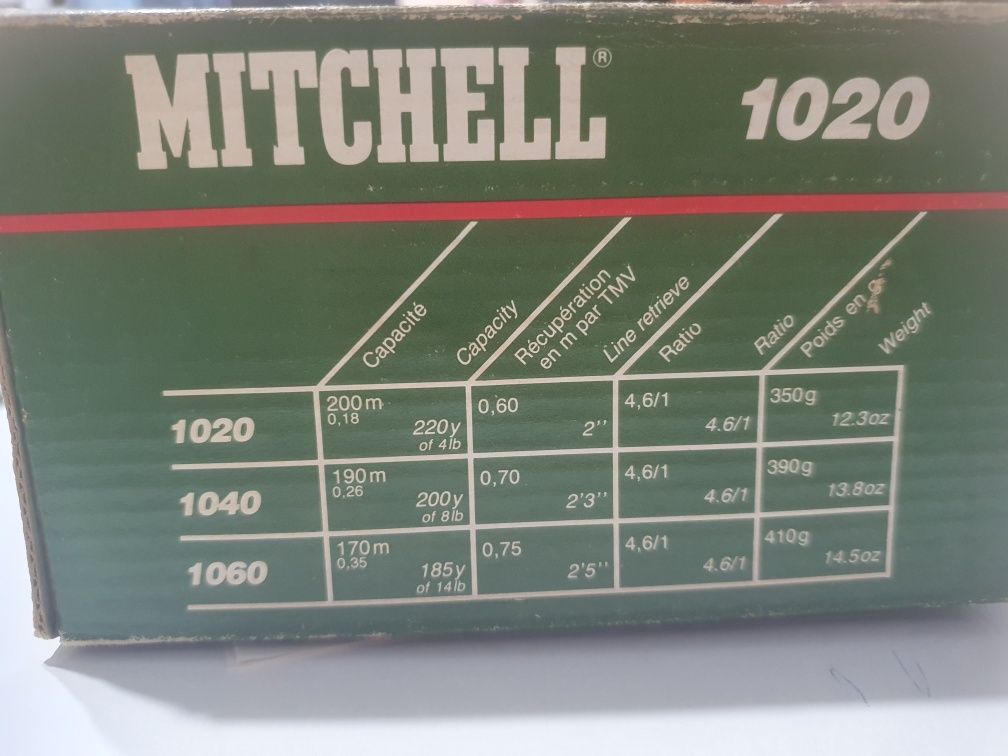 MITCHELL®
1020
Capacité
Capacity
Récupération
en m par TMV
Line retrieve
Ratio
Ratio
Poids en
Weight
1020
200m
0,18
220y
of 4lb
0,60
2''
4,6/1
4.6/1
350g
12.3oz
1040
190m
0,26
200y
of 8lb
0,70
2'3''
4,6/1
4.6/1
390g
13.8oz
1060
170m
0,35
185y
of 14lb
0,75
2'5''
4,6/1
4.6/1
410g
14.5oz